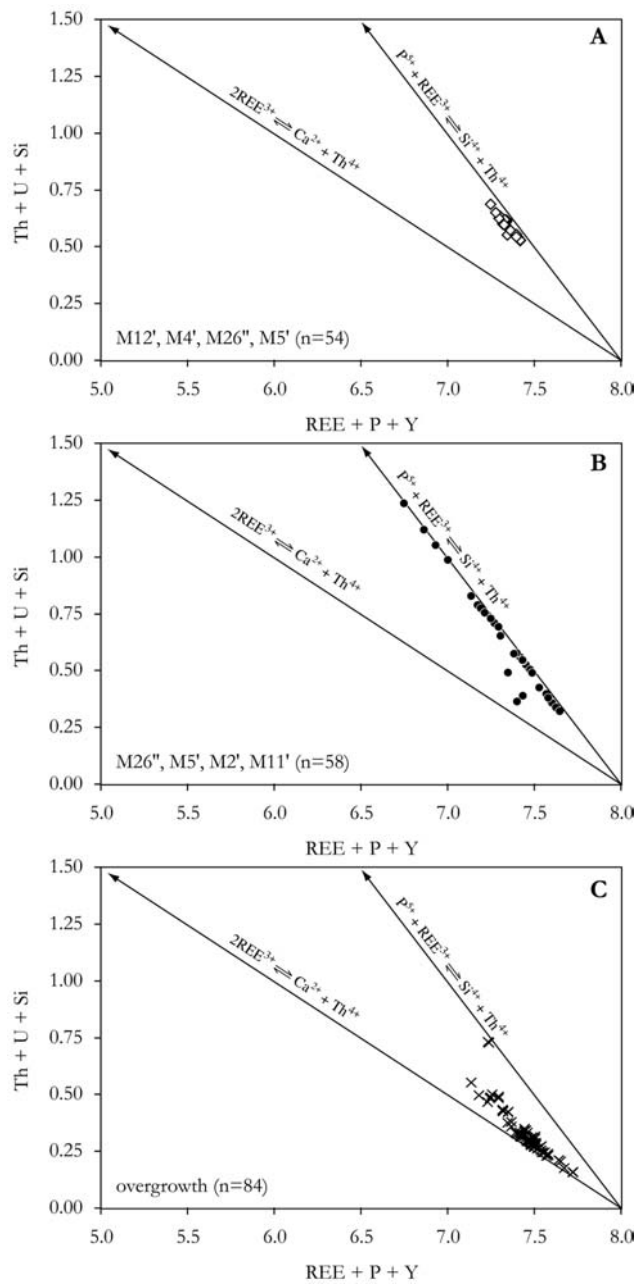 1.50
A
1.25
2REE³⁺ ⇌ Ca²⁺ + Th⁴⁺
P⁵⁺ + REE³⁺ ⇌ Si⁴⁺ + Th⁴⁺
1.00
Th + U + Si
0.75
0.50
0.25
M12', M4', M26", M5' (n=54)
0.00
5.0 5.5 6.0 6.5 7.0 7.5 8.0
REE + P + Y
1.50
B
1.25
2REE³⁺ ⇌ Ca²⁺ + Th⁴⁺
P⁵⁺ + REE³⁺ ⇌ Si⁴⁺ + Th⁴⁺
1.00
Th + U + Si
0.75
0.50
0.25
M26", M5', M2', M11' (n=58)
0.00
5.0 5.5 6.0 6.5 7.0 7.5 8.0
REE + P + Y
1.50
C
1.25
2REE³⁺ ⇌ Ca²⁺ + Th⁴⁺
P⁵⁺ + REE³⁺ ⇌ Si⁴⁺ + Th⁴⁺
1.00
Th + U + Si
0.75
0.50
0.25
overgrowth (n=84)
0.00
5.0 5.5 6.0 6.5 7.0 7.5 8.0
REE + P + Y